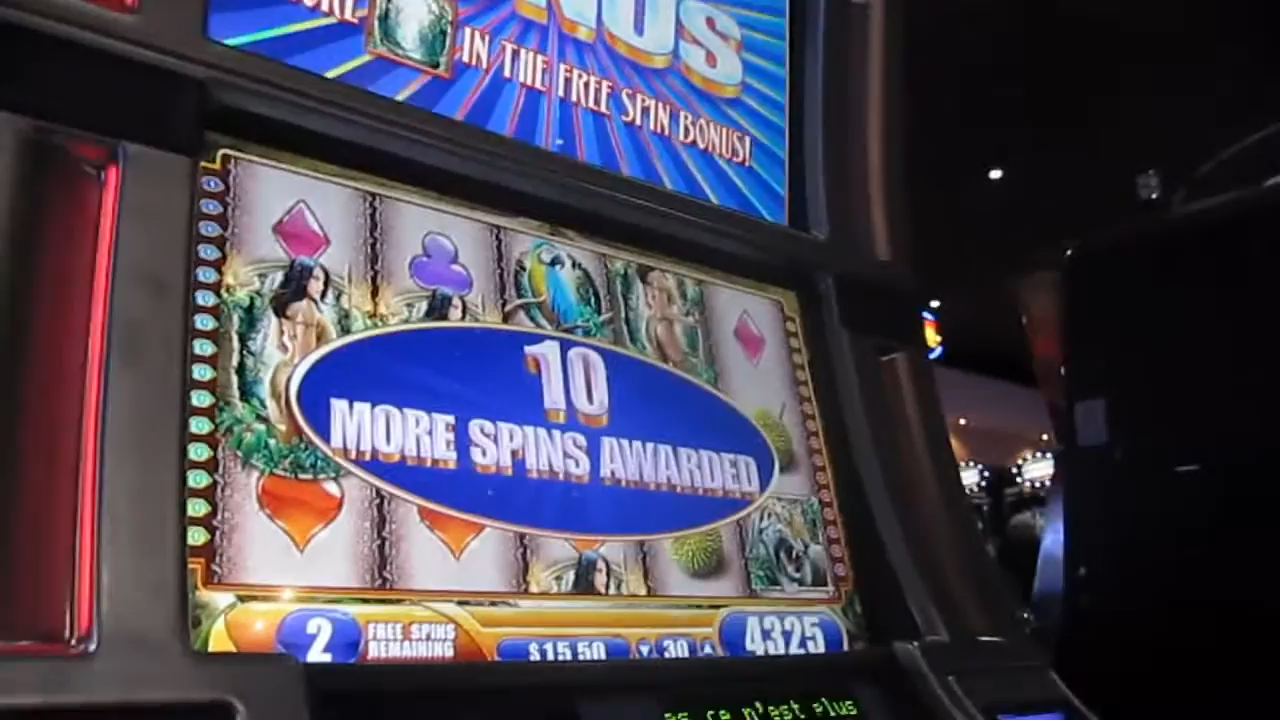 IN THE FREE SPIN BONUS!
10
MORE SPINS AWARDED
2
FREE SPINS
REMAINING
$15.50
30
4325
ce n'est plus